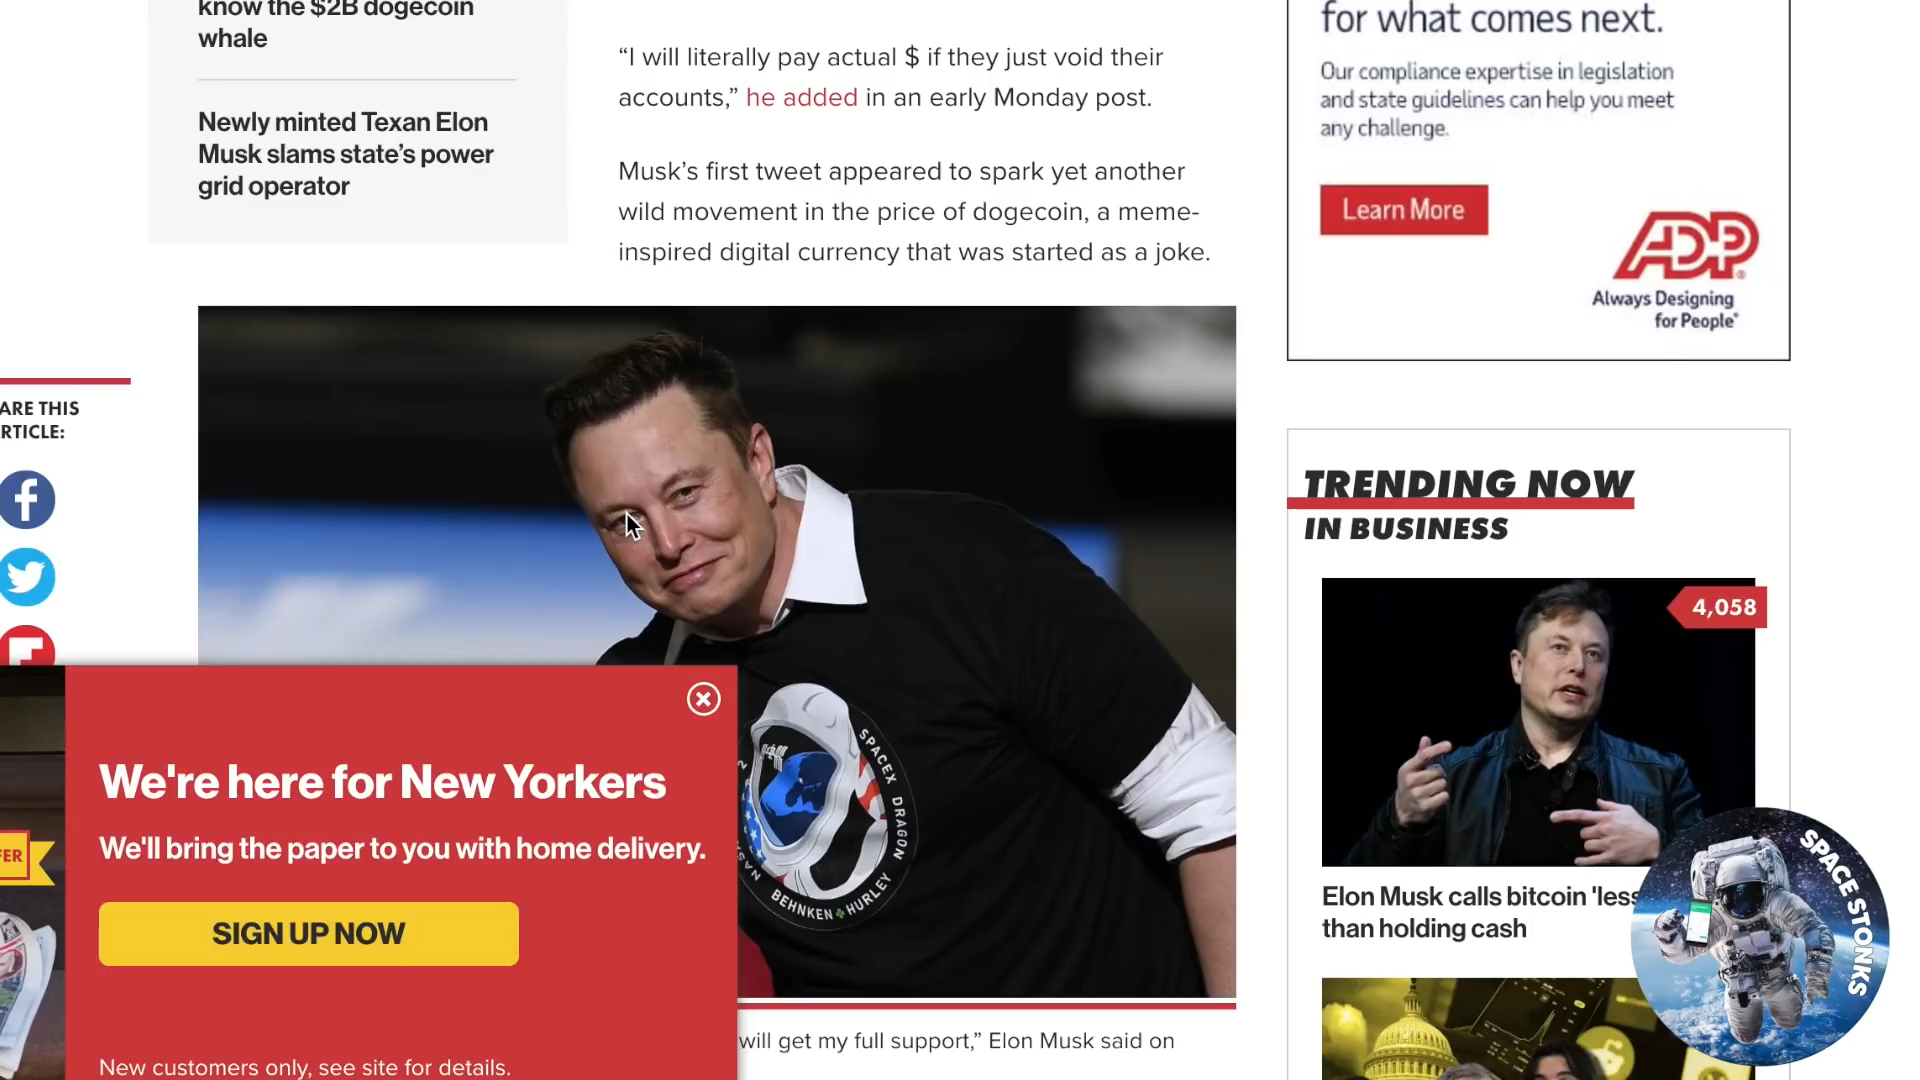 know the $2B dogecoin
whale
Newly minted Texan Elon
Musk slams state’s power
grid operator
“I will literally pay actual $ if they just void their
accounts,” he added in an early Monday post.
Musk’s first tweet appeared to spark yet another
wild movement in the price of dogecoin, a meme-
inspired digital currency that was started as a joke.
for what comes next.
Our compliance expertise in legislation
and state guidelines can help you meet
any challenge.
Learn More
ADP
Always Designing
for People®
ARE THIS
RTICLE:
TRENDING NOW
IN BUSINESS
4,058
Elon Musk calls bitcoin 'less
than holding cash
SPACE STONKS
SPACEX DRAGON
BEHNKEN HURLEY
We're here for New Yorkers
We'll bring the paper to you with home delivery.
FER
SIGN UP NOW
New customers only, see site for details.
will get my full support,” Elon Musk said on